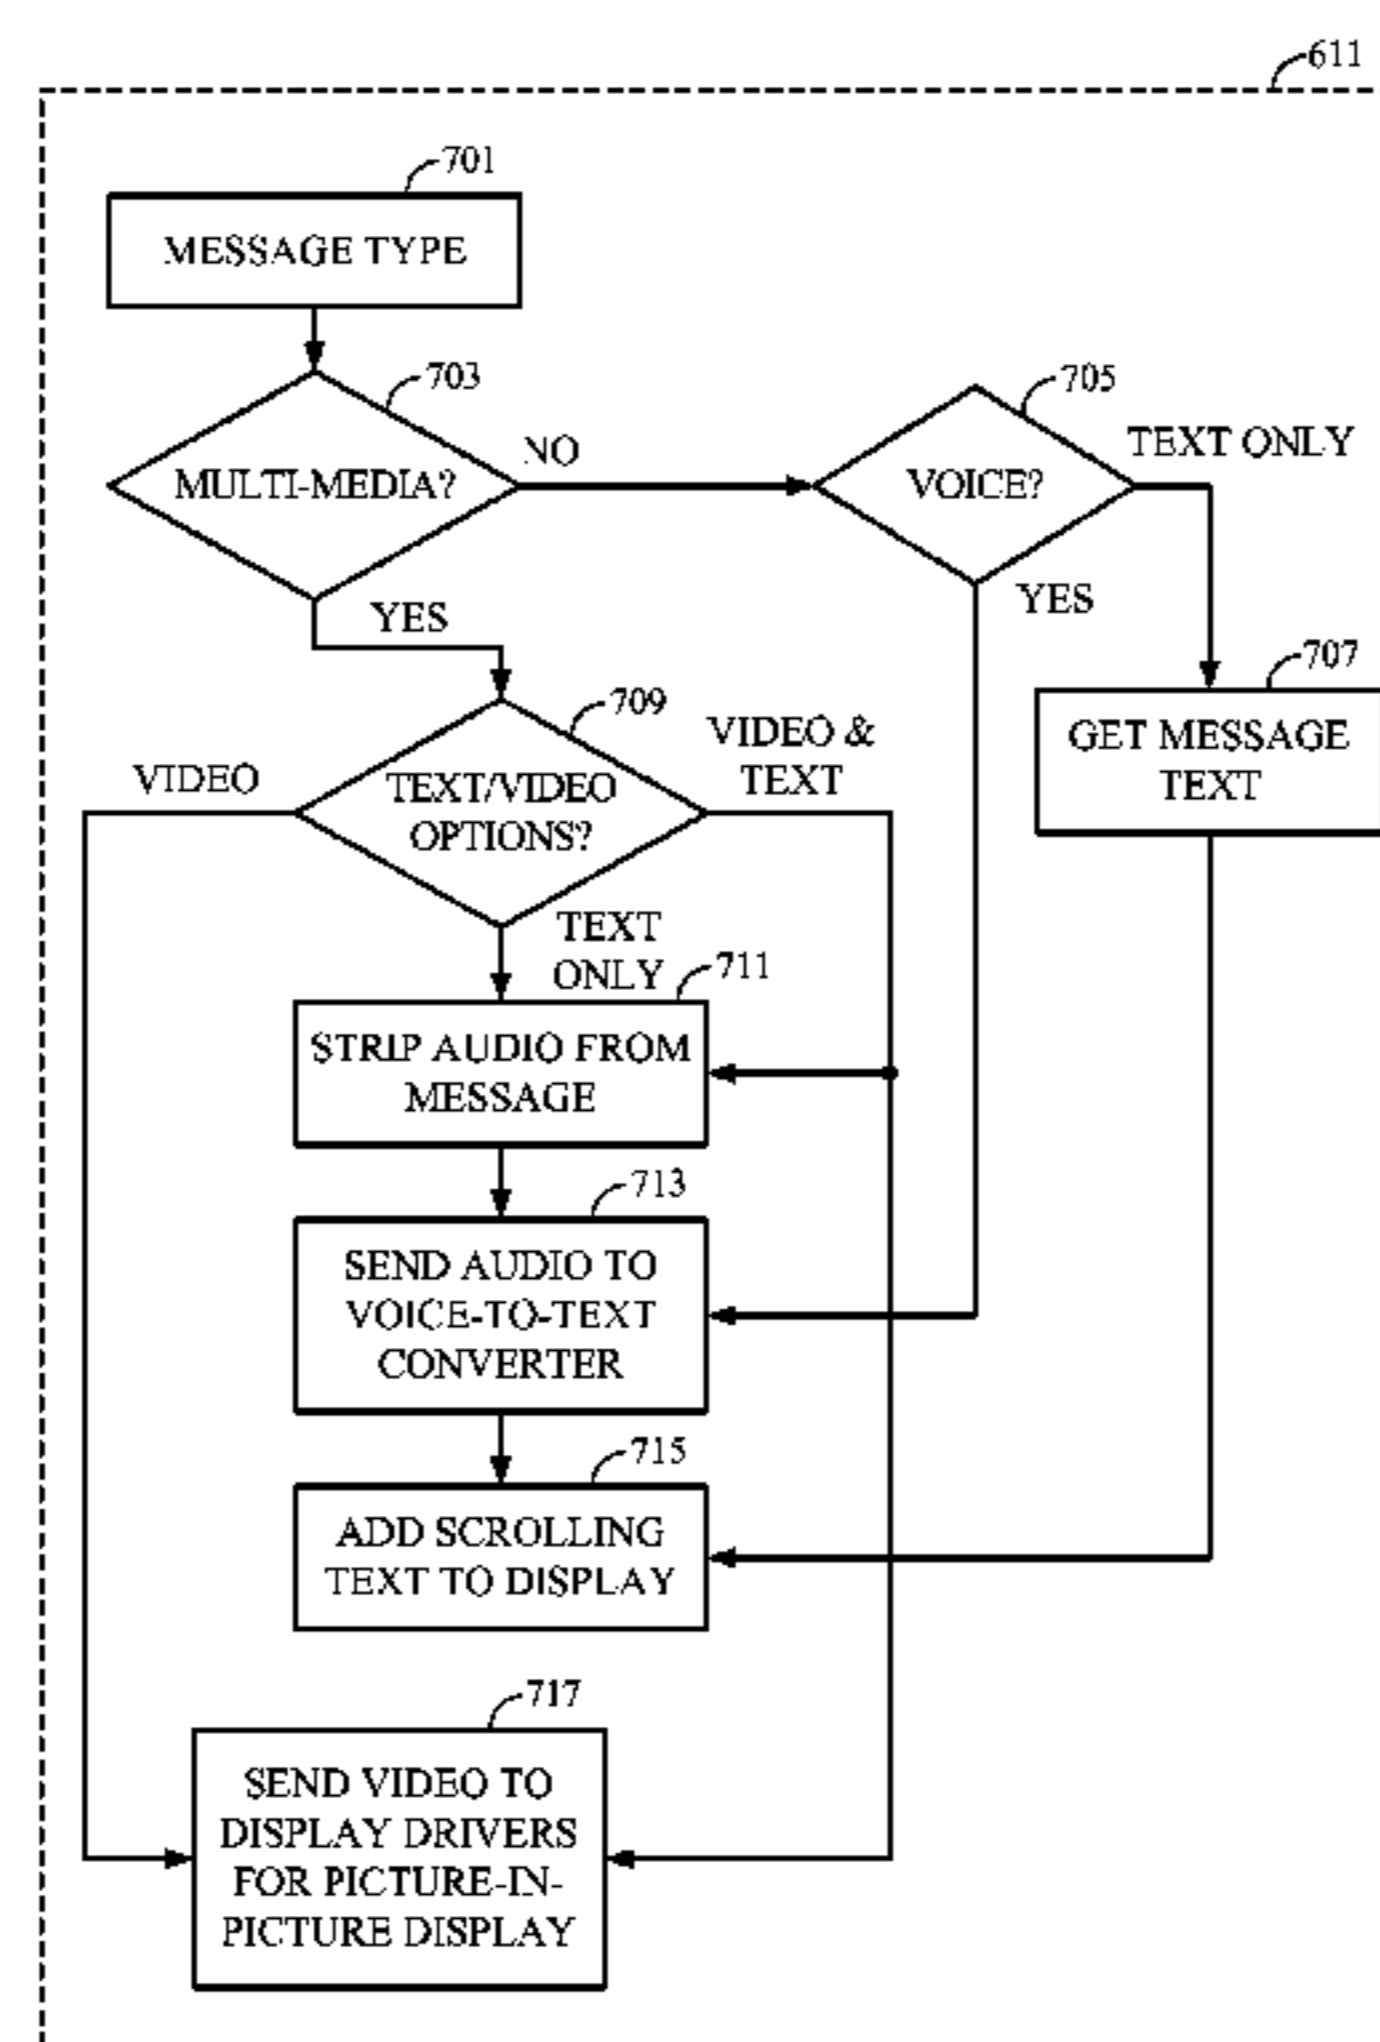 611
701
MESSAGE TYPE
703
MULTI-MEDIA?
NO
705
VOICE?
TEXT ONLY
YES
YES
707
GET MESSAGE
TEXT
709
TEXT/VIDEO
OPTIONS?
VIDEO
VIDEO &
TEXT
TEXT
ONLY
711
STRIP AUDIO FROM
MESSAGE
713
SEND AUDIO TO
VOICE-TO-TEXT
CONVERTER
715
ADD SCROLLING
TEXT TO DISPLAY
717
SEND VIDEO TO
DISPLAY DRIVERS
FOR PICTURE-IN-
PICTURE DISPLAY